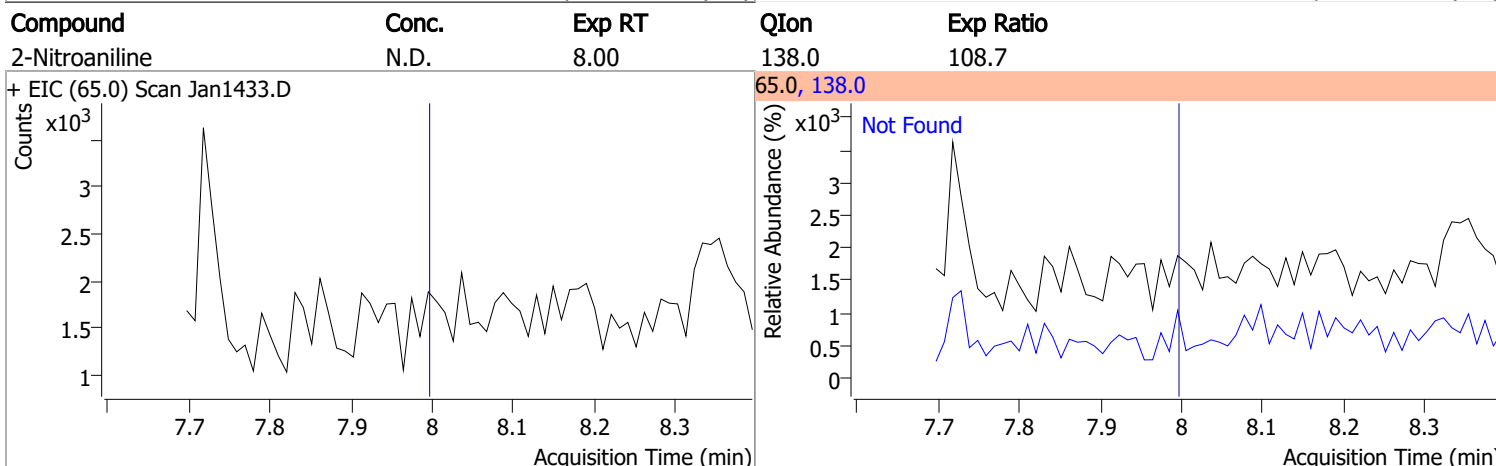 Compound Conc. Exp RT QIon Exp Ratio
2-Nitroaniline N.D. 8.00 138.0 108.7
+ EIC (65.0) Scan Jan1433.D
Counts
x10³
3
2.5
2
1.5
1
7.7 7.8 7.9 8 8.1 8.2 8.3
Acquisition Time (min)
65.0, 138.0
Relative Abundance (%)
x10³
Not Found
3
2.5
2
1.5
1
0.5
0
7.7 7.8 7.9 8 8.1 8.2 8.3
Acquisition Time (min)